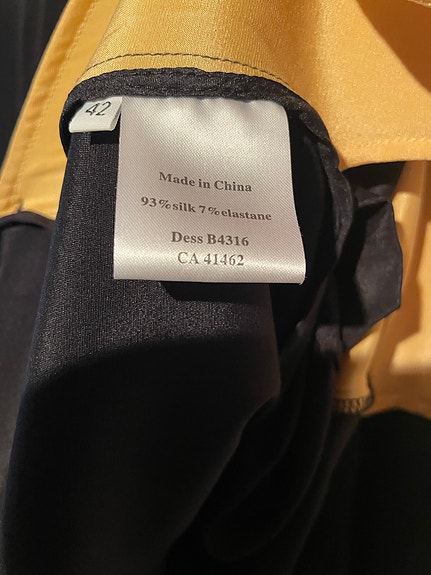 42
Made in China
93%silk 7%elastane
Dess B4316
CA 41462